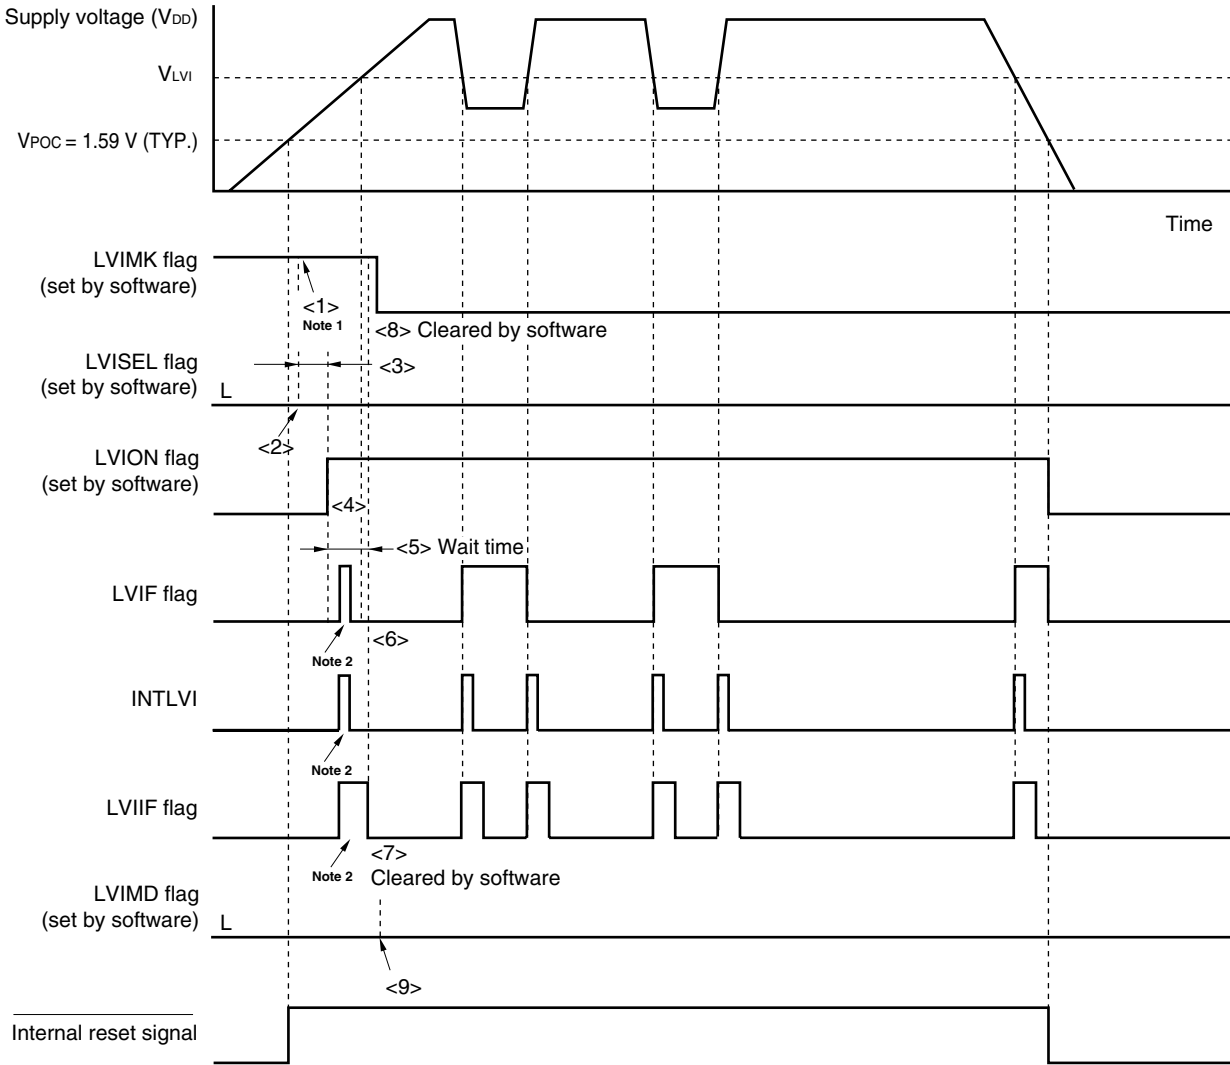 Supply voltage (VDD)
VLVI
VPOC = 1.59 V (TYP.)
Time
LVIMK flag
(set by software)
<1>
Note 1
<8> Cleared by software
LVISEL flag
(set by software)
L
<3>
<2>
LVION flag
(set by software)
<4>
<5> Wait time
LVIF flag
<6>
Note 2
INTLVI
Note 2
LVIIF flag
Note 2
<7>
Cleared by software
LVIMD flag
(set by software)
L
<9>
Internal reset signal